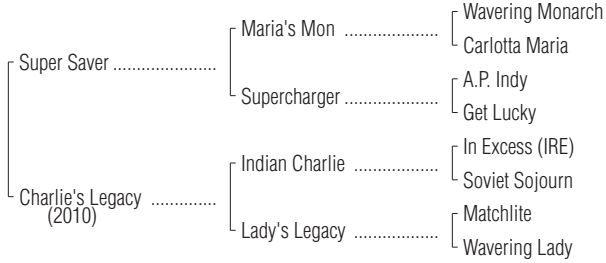 Wavering Monarch
Maria's Mon ....................
Carlotta Maria
Super Saver ......................
A.P. Indy
Supercharger ....................
Get Lucky
In Excess (IRE)
Indian Charlie ..................
Soviet Sojourn
Charlie's Legacy ..............
(2010)
Matchlite
Lady's Legacy ..................
Wavering Lady